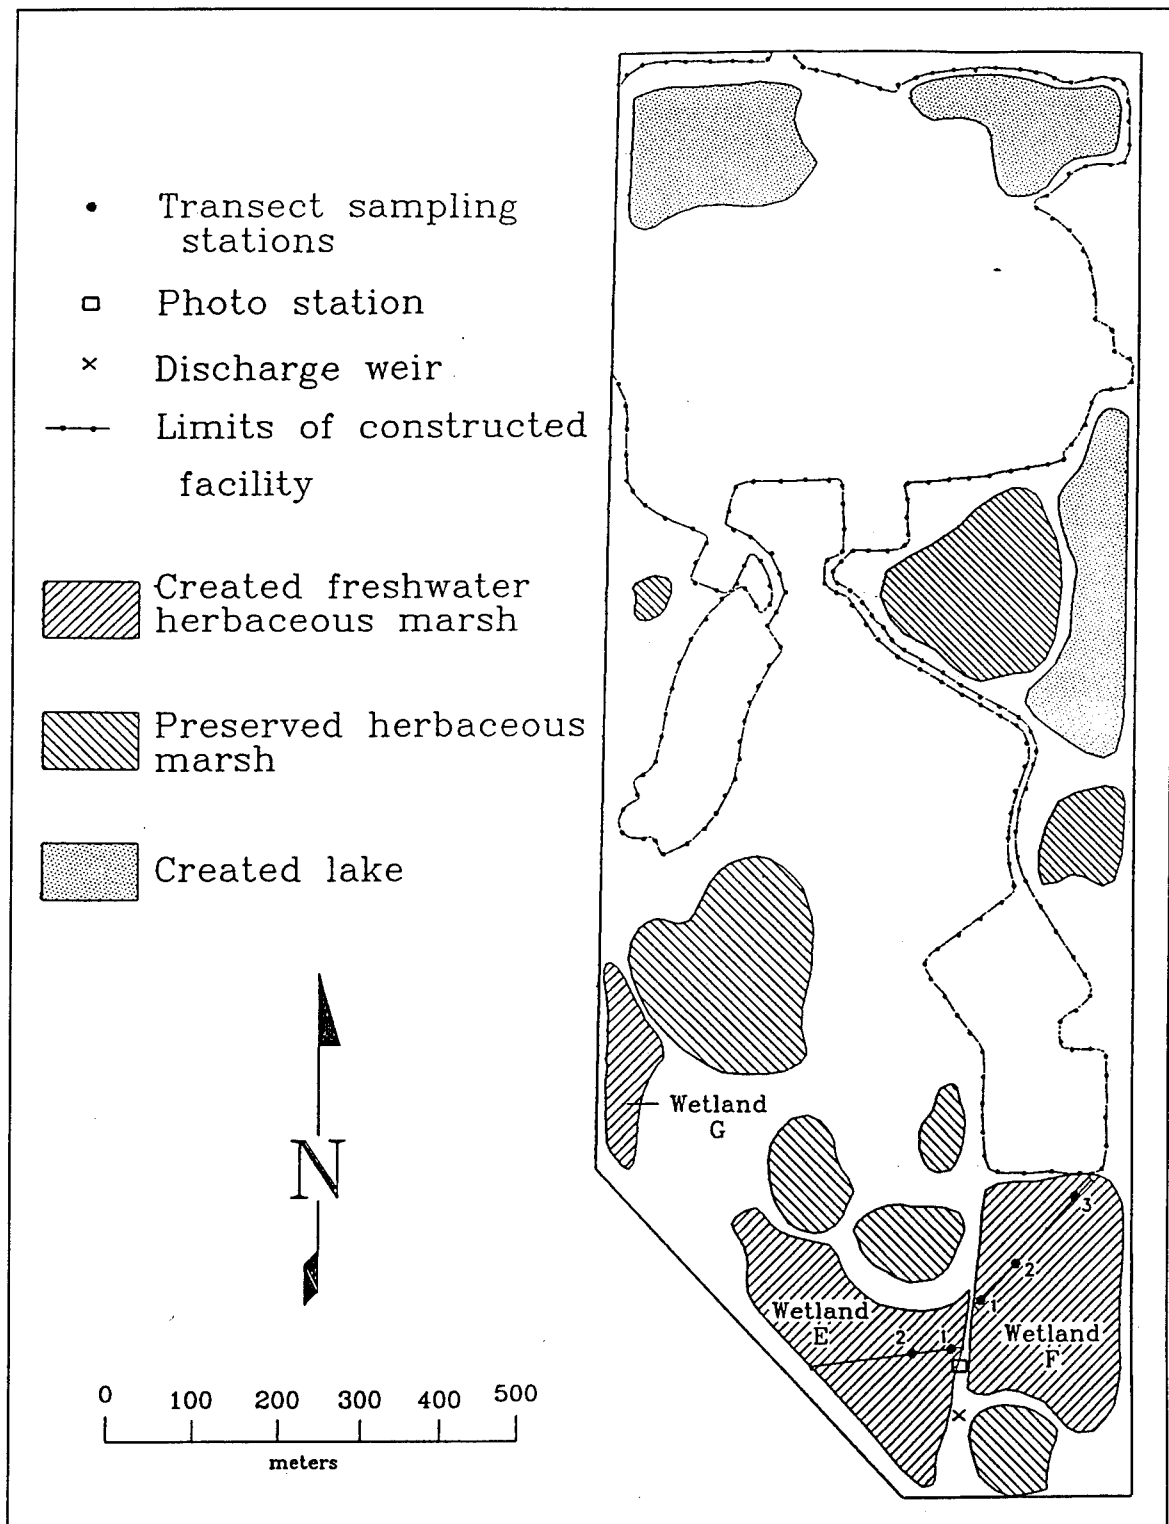 Transect sampling
stations
Photo station
Discharge weir
Limits of constructed
facility
Created freshwater
herbaceous marsh
Preserved herbaceous
marsh
Created lake
N
0 100 200 300 400 500
meters
Wetland
G
3
2
1
Wetland
F
Wetland
E
2 1